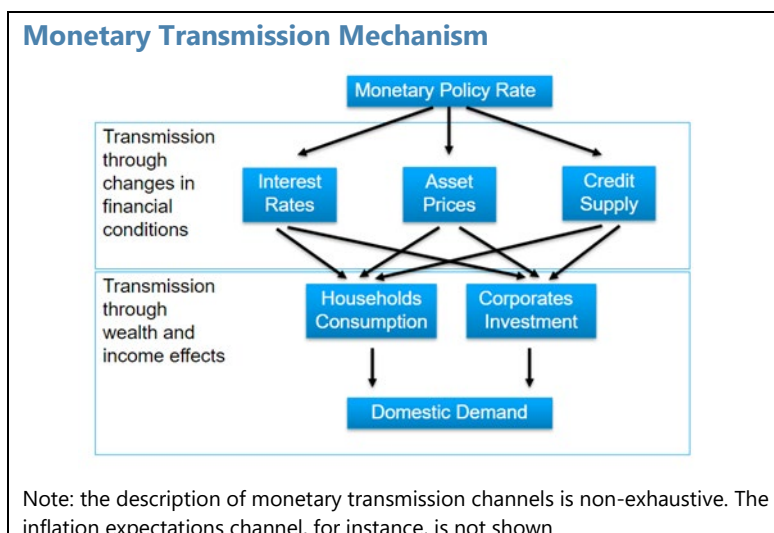 Monetary Transmission Mechanism
Monetary Policy Rate
Transmission
through
changes in
financial
conditions
Interest
Rates
Asset
Prices
Credit
Supply
Transmission
through
wealth and
income effects
Households
Consumption
Corporates
Investment
Domestic Demand
Note: the description of monetary transmission channels is non-exhaustive. The
inflation expectations channel, for instance, is not shown